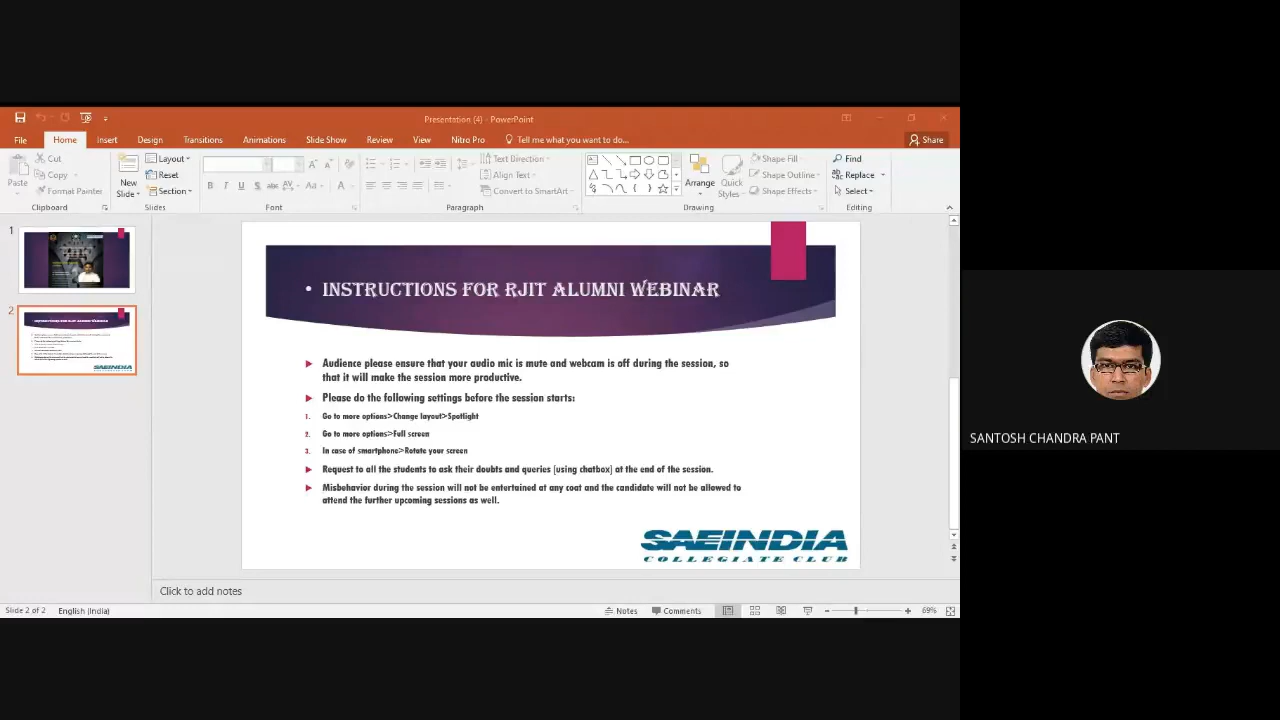 Presentation (4) - PowerPoint
File Home Insert Design Transitions Animations Slide Show Review View Nitro Pro Tell me what you want to do... Share
Paste
Cut
Copy
Format Painter
Clipboard
New
Slide
Layout
Reset
Section
Slides
B I U S abc AV Aa A
Font
Text Direction
Align Text
Convert to SmartArt
Paragraph
Arrange
Quick
Styles
Shape Fill
Shape Outline
Shape Effects
Drawing
Find
Replace
Select
Editing
1
2
• INSTRUCTIONS FOR RJIT ALUMNI WEBINAR
Audience please ensure that your audio mic is mute and webcam is off during the session, so
that it will make the session more productive.
Please do the following settings before the session starts:
1. Go to more options>Change layout>Spotlight
2. Go to more options>Full screen
3. In case of smartphone>Rotate your screen
Request to all the students to ask their doubts and queries [using chatbox] at the end of the session.
Misbehavior during the session will not be entertained at any coat and the candidate will not be allowed to
attend the further upcoming sessions as well.
SAEINDIA
COLLEGIATE CLUB
SANTOSH CHANDRA PANT
Click to add notes
Slide 2 of 2 English (India) Notes Comments 69%